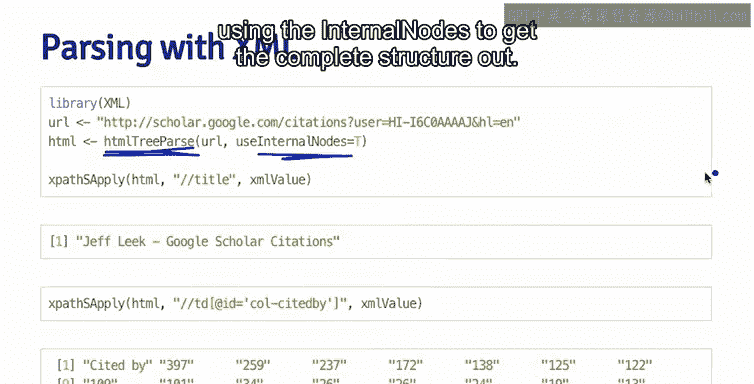 using the InternalNodes to get
the complete structure out.
Parsing with XML
library(XML)
url <- "http://scholar.google.com/citations?user=HI-I6C0AAAAJ&hl=en"
html <- htmlTreeParse(url, useInternalNodes=T)
xpathSApply(html, "//title", xmlValue)
[1] "Jeff Leek - Google Scholar Citations"
xpathSApply(html, "//td[@id='col-citedby']", xmlValue)
[1] "Cited by" "397" "259" "237" "172" "138" "125" "122"